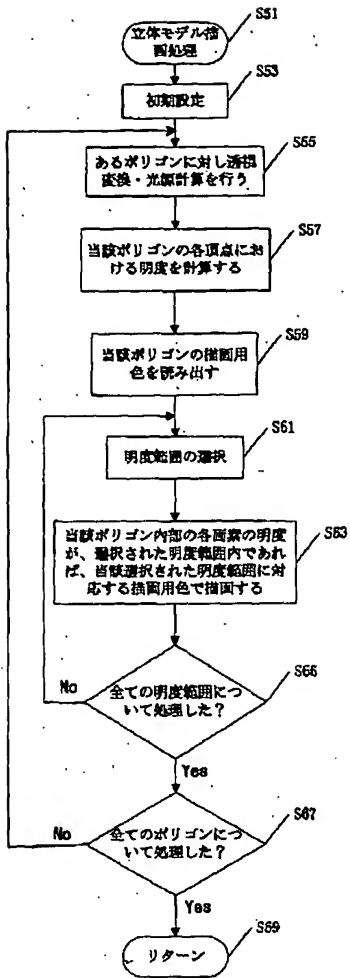 S51
立体モデル描
画処理
S53
初期設定
S55
あるポリゴンに対し透視
変換・光源計算を行う
S57
当該ポリゴンの各頂点にお
ける明度を計算する
S59
当該ポリゴンの描画用
色を読み出す
S61
明度範囲の選択
S63
当該ポリゴン内部の各画素の明度
が、選択された明度範囲内であれ
ば、当該選択された明度範囲に対
応する描画用色で描画する
S65
全ての明度範囲につ
いて処理した?
No
Yes
S67
全てのポリゴンにつ
いて処理した?
No
Yes
S69
リターン